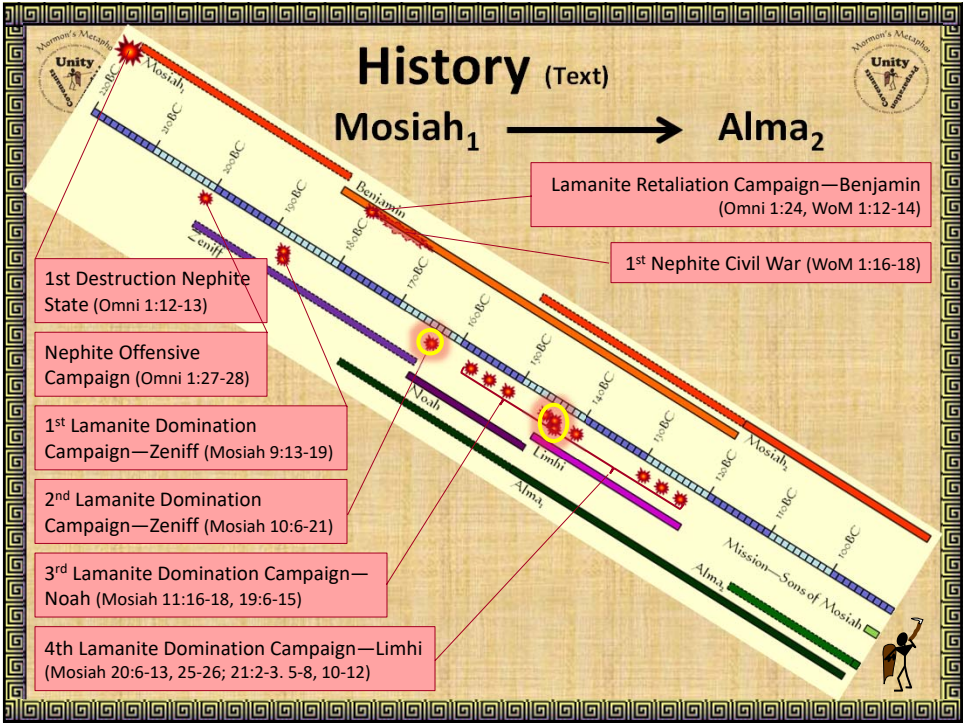 Mormon's Metaphor
Unity
Covenants
Preparation
Mormon's Metaphor
Unity
Covenants
Preparation
History (Text)
Mosiah1 → Alma2
220BC
210BC
200BC
190BC
180BC
170BC
160BC
150BC
140BC
130BC
120BC
110BC
100BC
Mosiah1
Benjamin
Zeniff
Noah
Limhi
Alma1
Mosiah2
Alma2
Mission—Sons of Mosiah
Lamanite Retaliation Campaign—Benjamin
(Omni 1:24, WoM 1:12-14)
1st Nephite Civil War (WoM 1:16-18)
1st Destruction Nephite
State (Omni 1:12-13)
Nephite Offensive
Campaign (Omni 1:27-28)
1st Lamanite Domination
Campaign—Zeniff (Mosiah 9:13-19)
2nd Lamanite Domination
Campaign—Zeniff (Mosiah 10:6-21)
3rd Lamanite Domination Campaign—
Noah (Mosiah 11:16-18, 19:6-15)
4th Lamanite Domination Campaign—Limhi
(Mosiah 20:6-13, 25-26; 21:2-3. 5-8, 10-12)